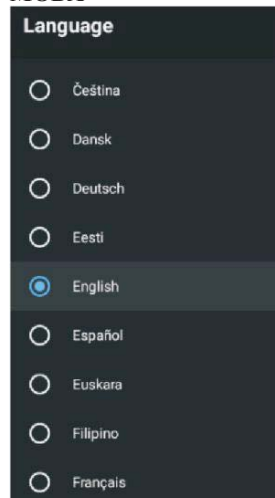 Language
Čeština
Dansk
Deutsch
Eesti
English
Español
Euskara
Filipino
Français